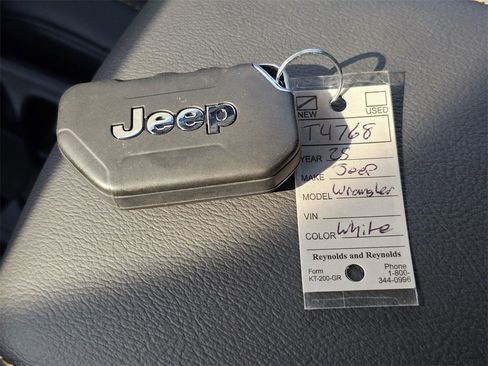 Jeep
NEW USED
T4768
YEAR 25
MAKE Jeep
MODEL Wrangler
VIN
COLOR White
Reynolds and Reynolds
Form
KT-200-GR
Phone
1-800-
344-0996